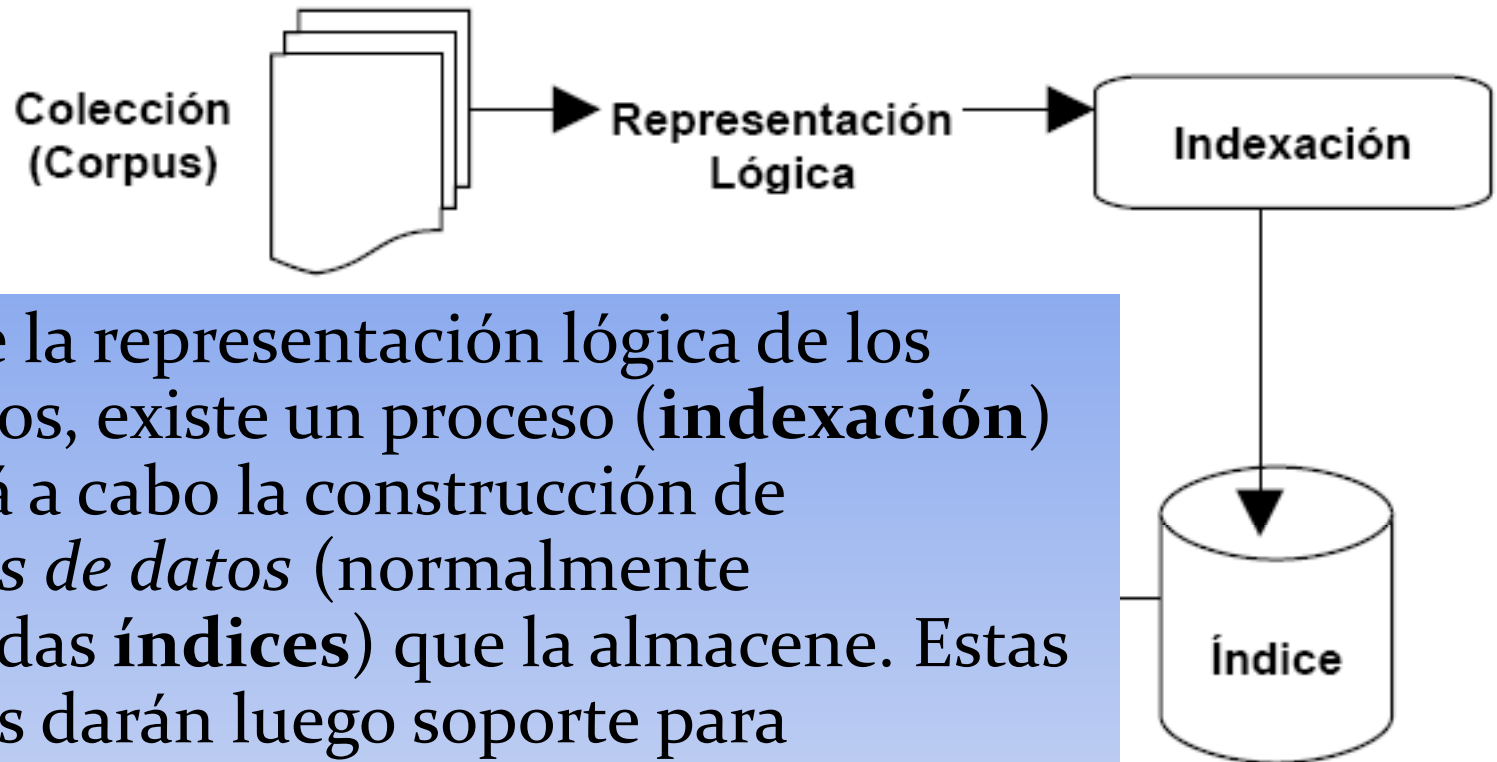 Colección
(Corpus)
Representación
Lógica
Indexación
e la representación lógica de los
os, existe un proceso (indexación)
á a cabo la construcción de
s de datos (normalmente
das índices) que la almacene. Estas
s darán luego soporte para
Índice